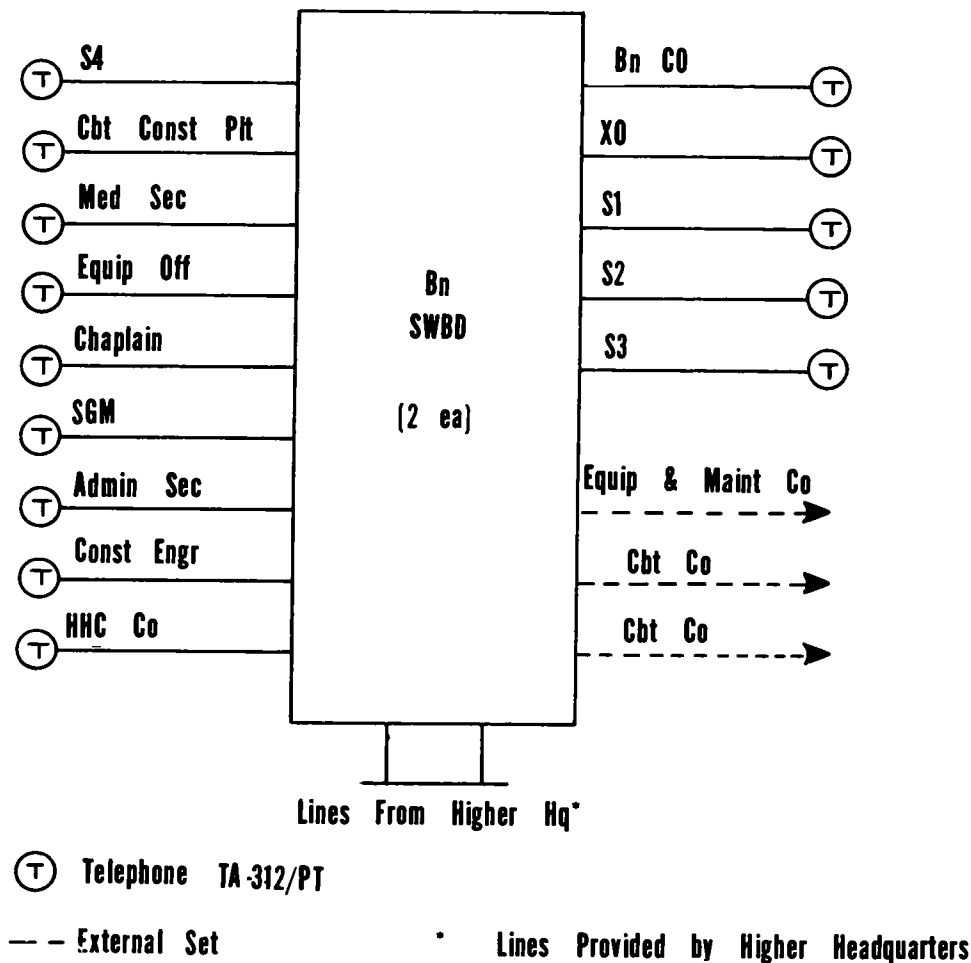 S4
Cbt Const Plt
Med Sec
Equip Off
Chaplain
SGM
Admin Sec
Const Engr
HHC Co
Bn
SWBD
(2 ea)
Bn CO
XO
S1
S2
S3
Equip & Maint Co
Cbt Co
Cbt Co
Lines From Higher Hq*
T Telephone TA-312/PT
--- External Set
* Lines Provided by Higher Headquarters